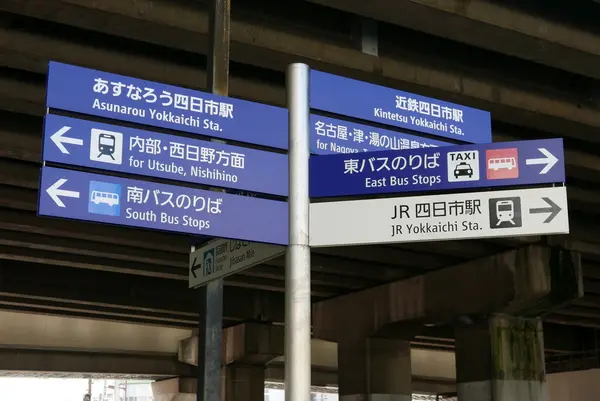 あすなろう四日市駅
Asunarou Yokkaichi Sta.
内部・西日野方面
for Utsube, Nishihino
南バスのりば
South Bus Stops
近鉄四日市駅
Kintetsu Yokkaichi Sta.
名古屋・津・湯の山温泉方面
for Nagoya,
東バスのりば
East Bus Stops
TAXI
JR 四日市駅
JR Yokkaichi Sta.